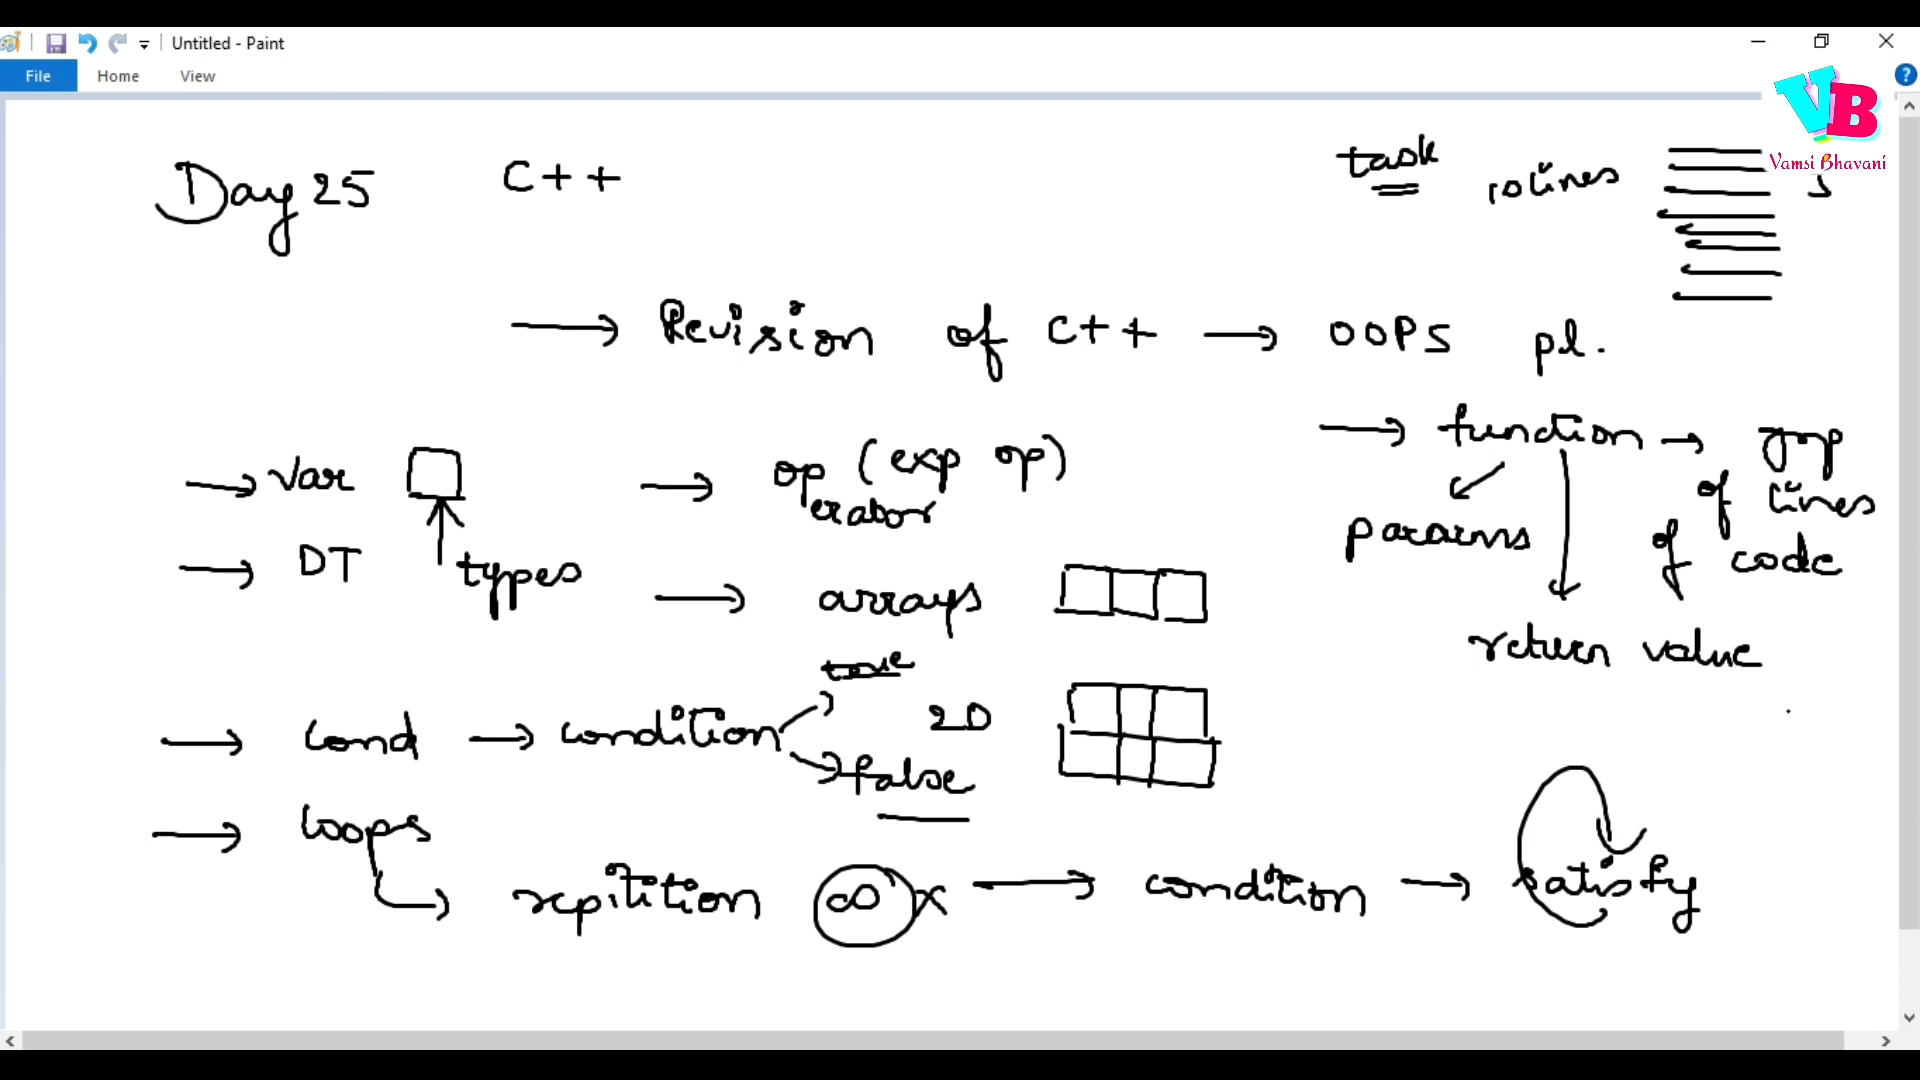 Untitled - Paint
File Home View
VB
Vamsi Bhavani
Day 25 C++
task
10 lines
→ Revision of C++ → OOPS pl.
→ var
→ op (exp op)
erator
→ function → grp
of lines
of code
params
return value
→ DT
types
→ arrays
true
→ cond → condition
2D
false
→ loops
repitition ∞ x → condition → satisfy